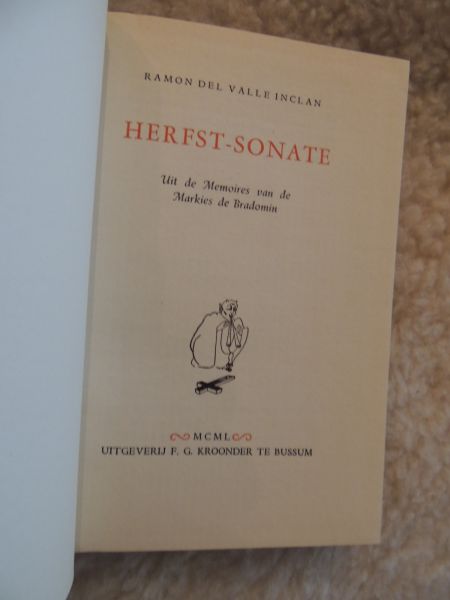 RAMON DEL VALLE INCLAN
HERFST-SONATE
Uit de Memoires van de
Markies de Bradomin
MCML
UITGEVERIJ F. G. KROONDER TE BUSSUM